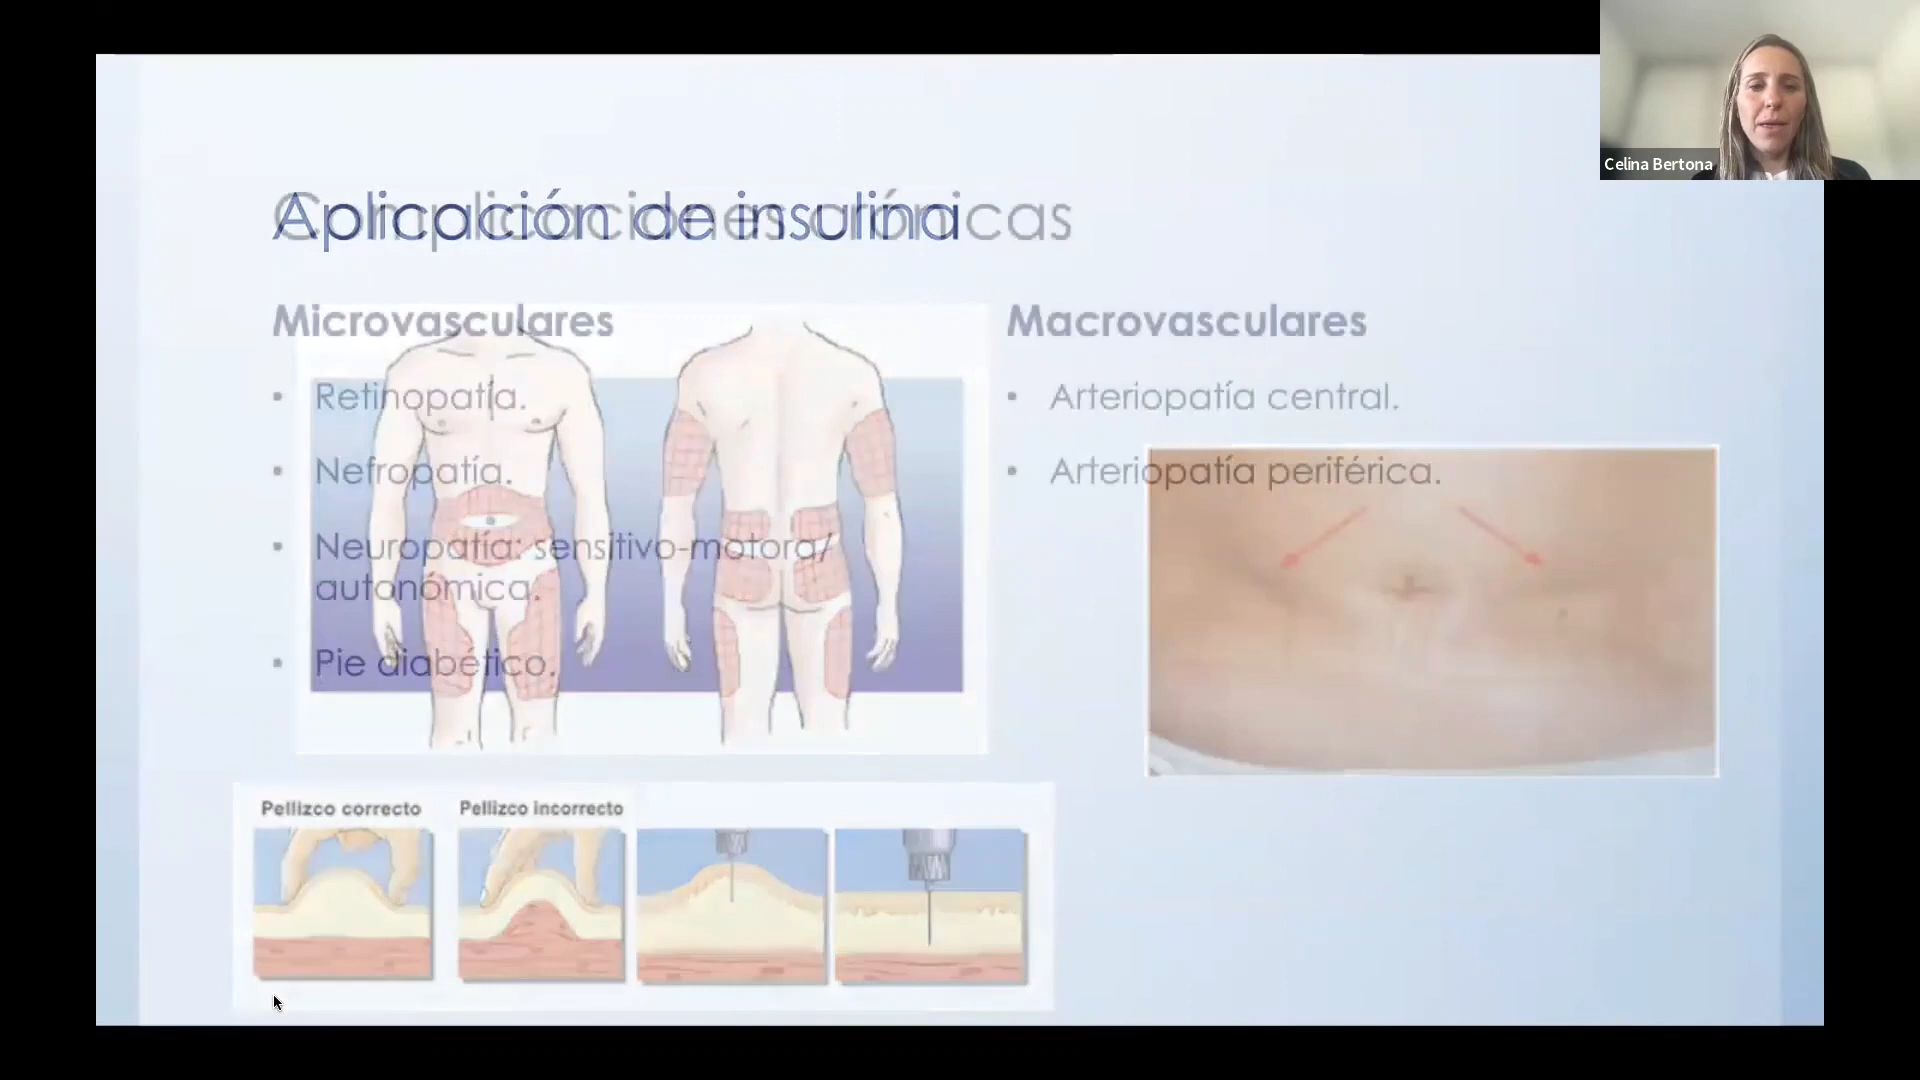 Celina Bertona
Aplicación de insulina
Complicaciones crónicas
Microvasculares
• Retinopatía.
• Nefropatía.
• Neuropatía: sensitivo-motora/
autonómica.
• Pie diabético.
Macrovasculares
• Arteriopatía central.
• Arteriopatía periférica.
Pellizco correcto
Pellizco incorrecto